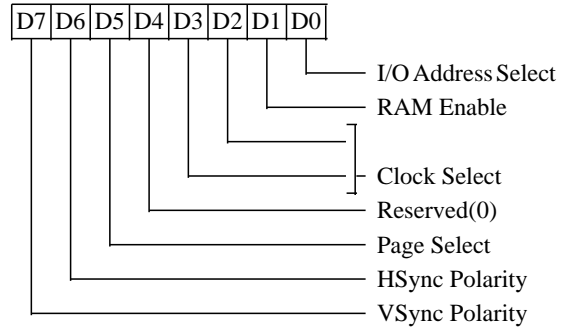 D7 D6 D5 D4 D3 D2 D1 D0
I/O Address Select
RAM Enable
Clock Select
Reserved(0)
Page Select
HSync Polarity
VSync Polarity